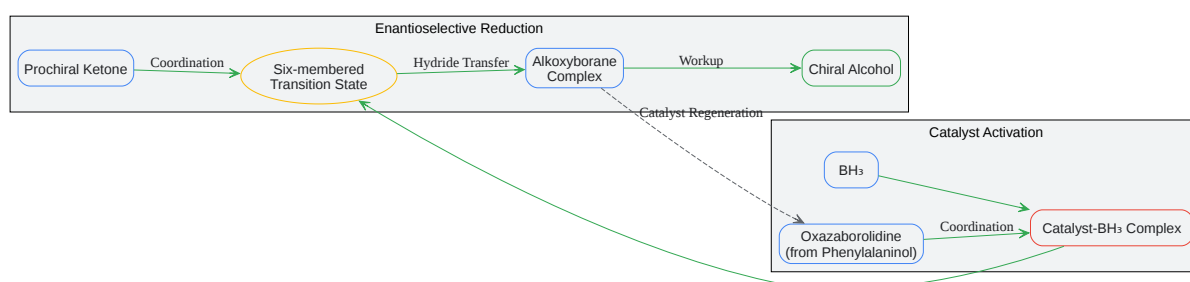 Enantioselective Reduction
Prochiral Ketone
Coordination
Six-membered
Transition State
Hydride Transfer
Alkoxyborane
Complex
Workup
Chiral Alcohol
Catalyst Regeneration
Catalyst Activation
BH₃
Oxazaborolidine
(from Phenylalaninol)
Coordination
Catalyst-BH₃ Complex